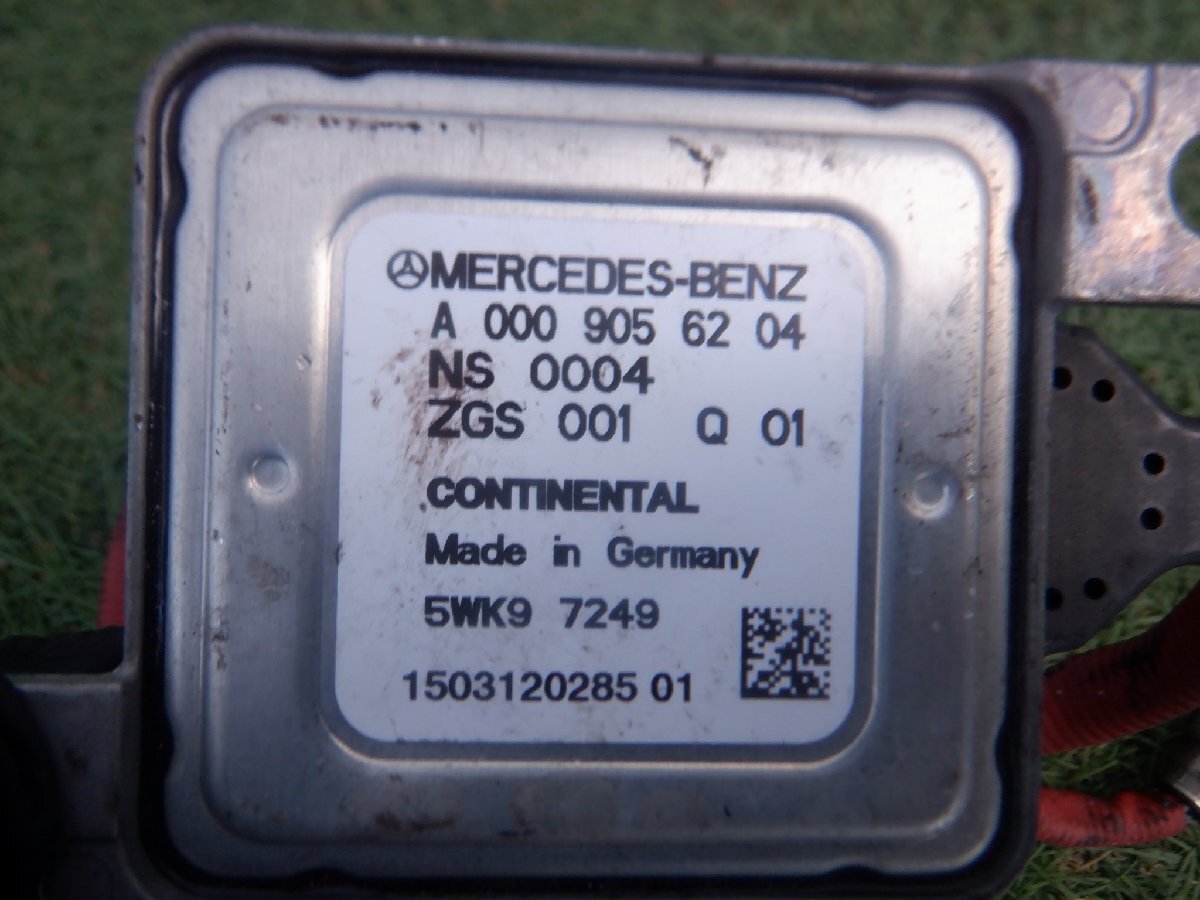 MERCEDES-BENZ
A 000 905 62 04
NS 0004
ZGS 001 Q 01
CONTINENTAL
Made in Germany
5WK9 7249
1503120285 01